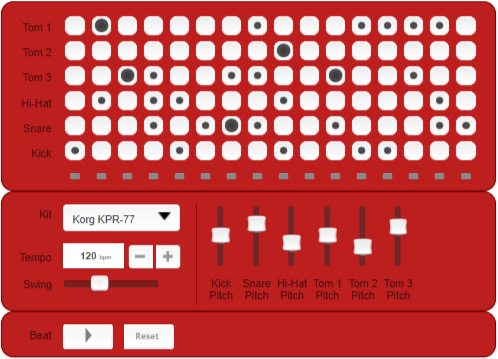 Tom 1
Tom 2
Tom 3
Hi-Hat
Snare
Kick
Kit
Korg KPR-77
Tempo
120 bpm
Swing
Kick Pitch
Snare Pitch
Hi-Hat Pitch
Tom 1 Pitch
Tom 2 Pitch
Tom 3 Pitch
Beat
Reset